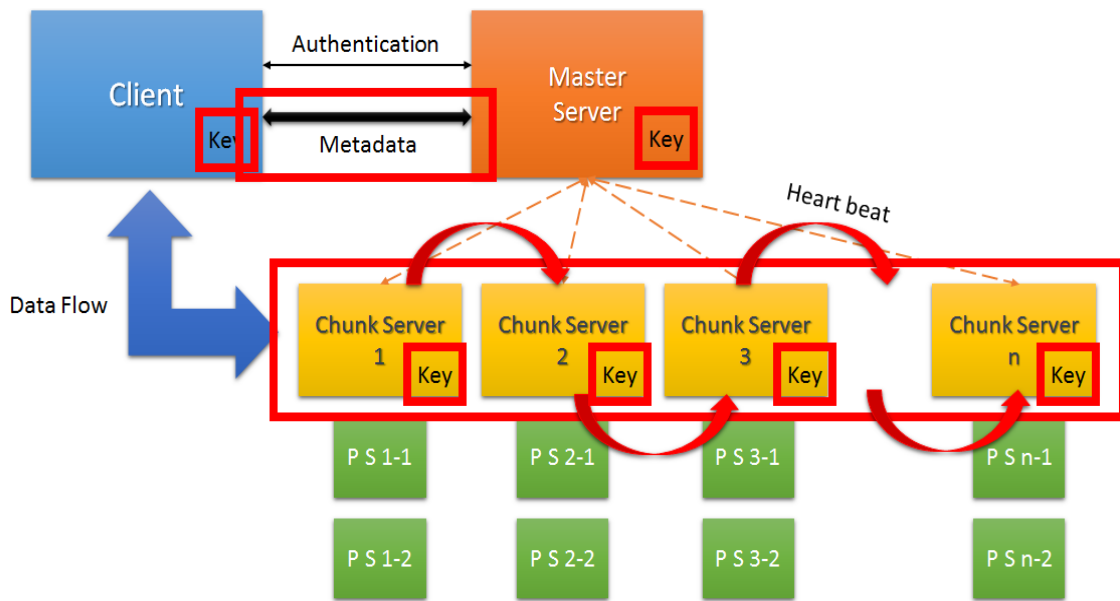 Authentication
Client
Master
Server
Key
Metadata
Key
Heart beat
Data Flow
Chunk Server
1
Key
Chunk Server
2
Key
Chunk Server
3
Key
Chunk Server
n
Key
P S 1-1
P S 2-1
P S 3-1
P S n-1
P S 1-2
P S 2-2
P S 3-2
P S n-2